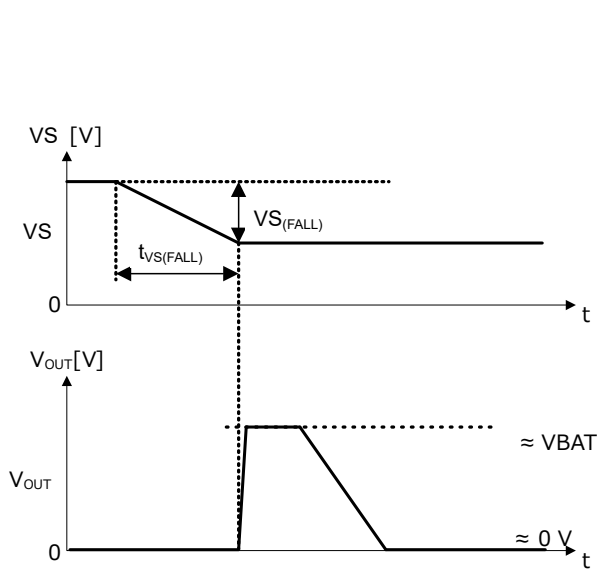 VS [V]
VS
VS(FALL)
tVS(FALL)
0
t
VOUT[V]
≈ VBAT
VOUT
≈ 0 V
0
t